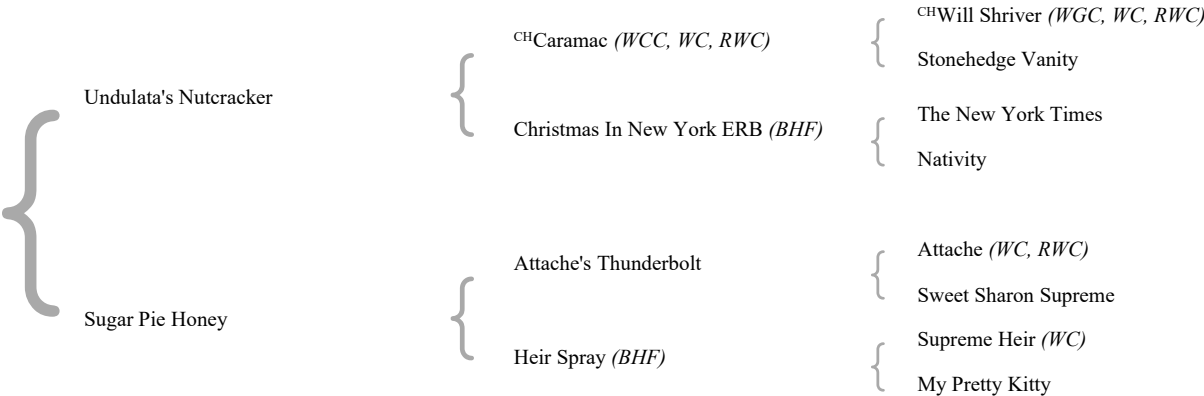 CHWill Shriver (WGC, WC, RWC)
CHCaramac (WCC, WC, RWC)
Stonehedge Vanity
Undulata's Nutcracker
The New York Times
Christmas In New York ERB (BHF)
Nativity
Attache (WC, RWC)
Attache's Thunderbolt
Sweet Sharon Supreme
Sugar Pie Honey
Supreme Heir (WC)
Heir Spray (BHF)
My Pretty Kitty